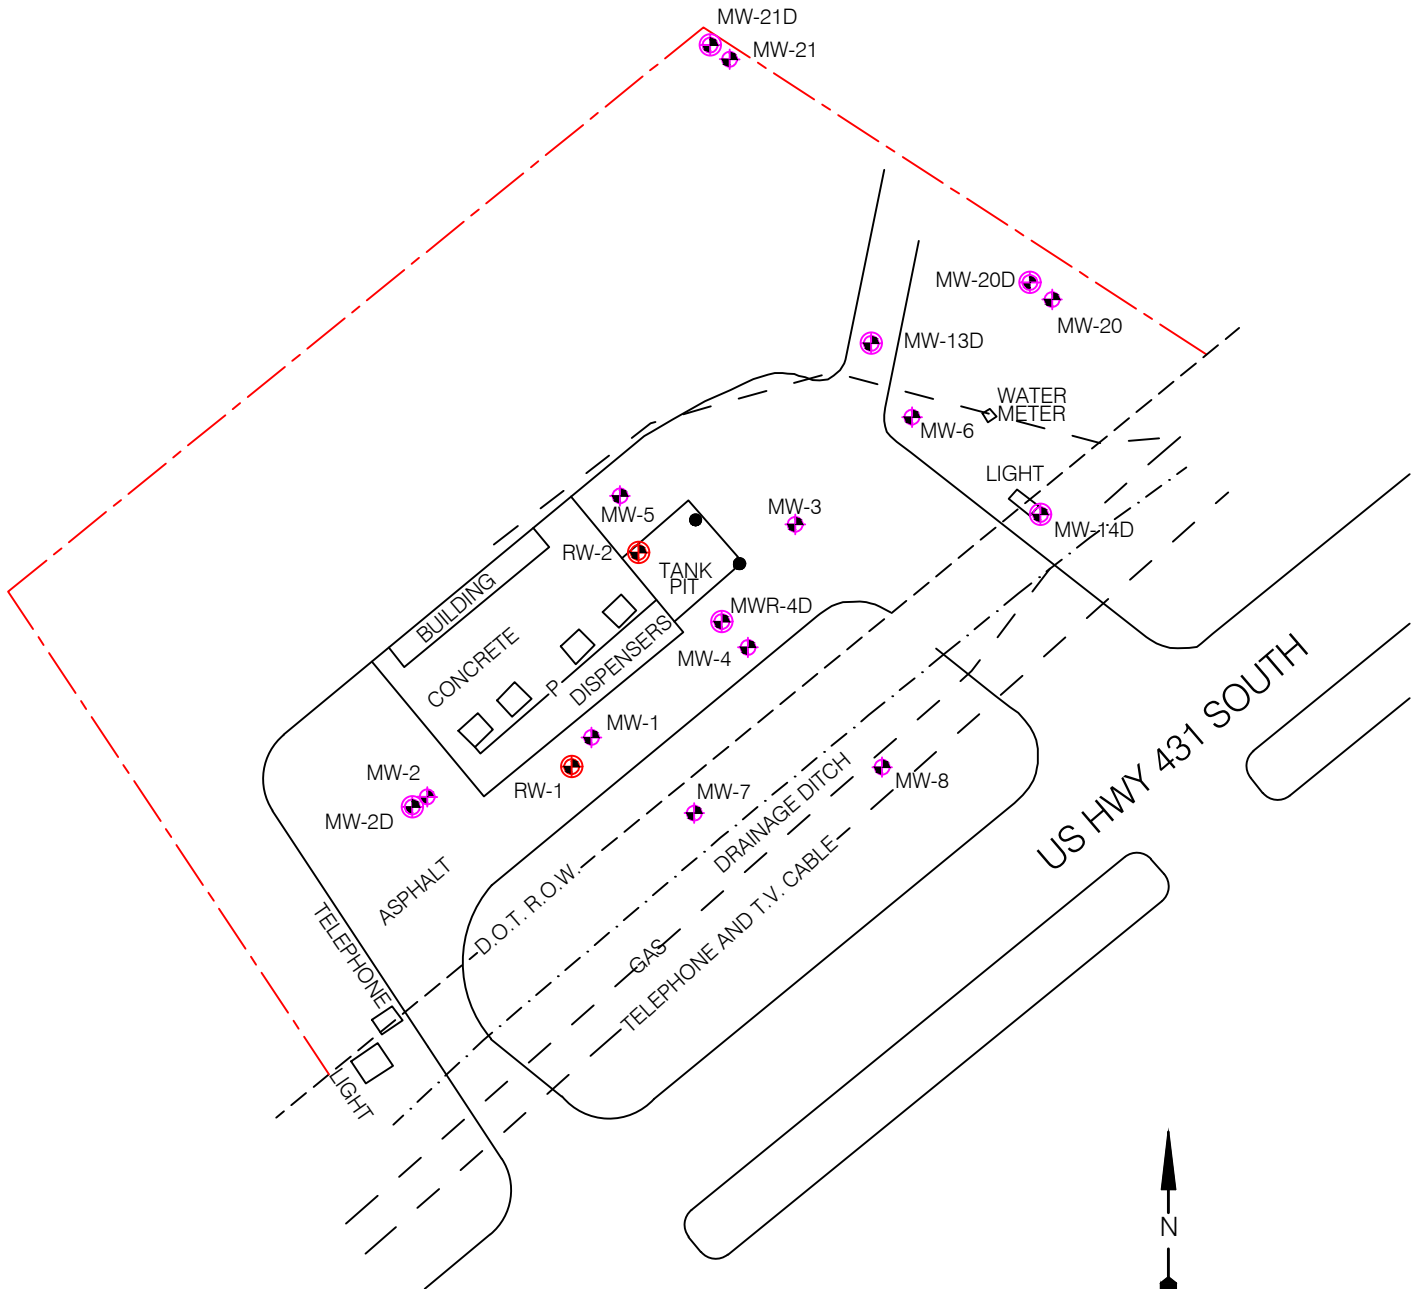 MW-21D
MW-21
MW-20D
MW-20
MW-13D
WATER
METER
MW-6
LIGHT
MW-14D
MW-5
MW-3
RW-2
TANK
PIT
BUILDING
MWR-4D
CONCRETE
DISPENSERS
MW-4
P
MW-1
MW-2
RW-1
MW-2D
MW-7
MW-8
DRAINAGE DITCH
US HWY 431 SOUTH
ASPHALT
D.O.T. R.O.W.
TELEPHONE
GAS
TELEPHONE AND T.V. CABLE
LIGHT
N